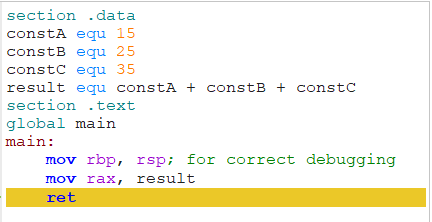 section .data
constA equ 15
constB equ 25
constC equ 35
result equ constA + constB + constC
section .text
global main
main:
    mov rbp, rsp; for correct debugging
    mov rax, result
    ret